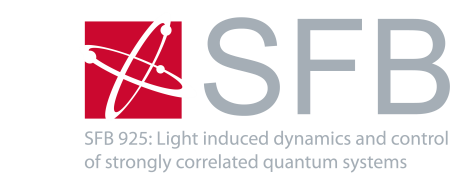 SFB
SFB 925: Light induced dynamics and control
of strongly correlated quantum systems